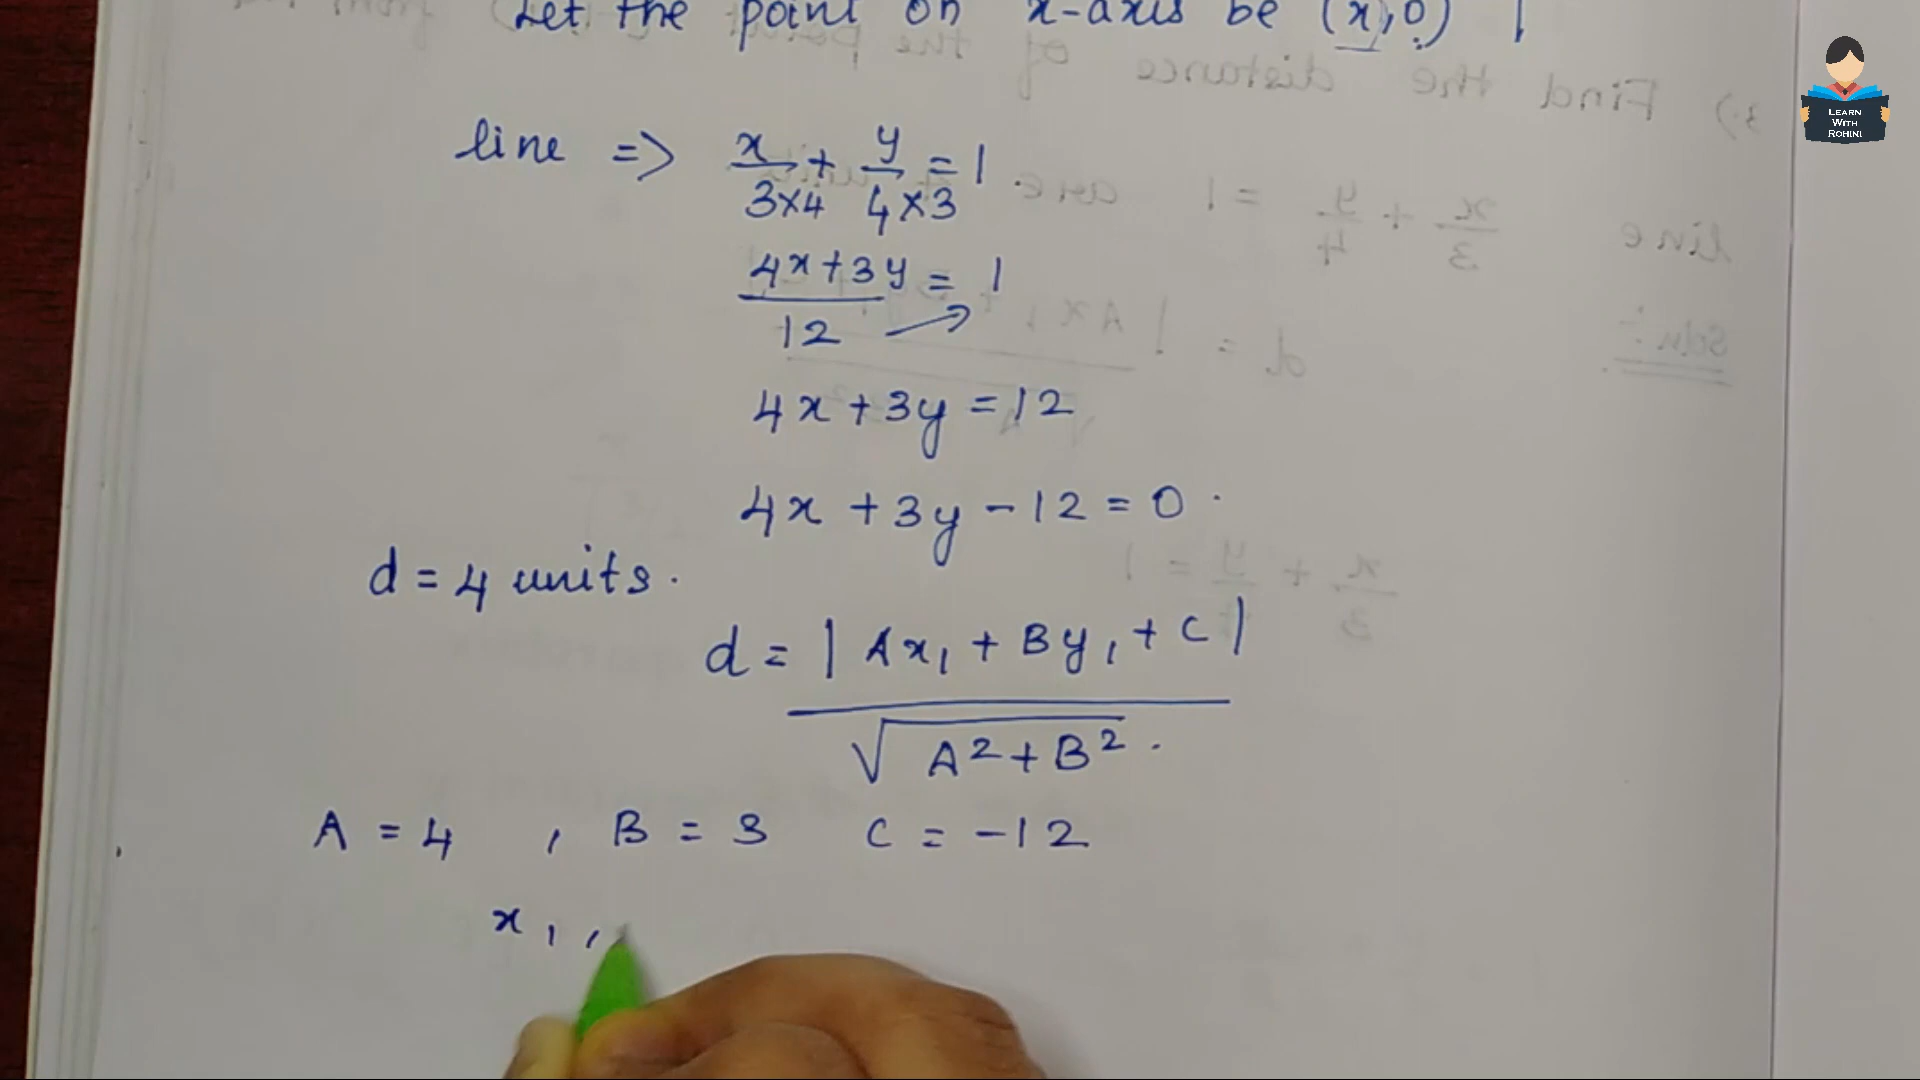 Let the point on x-axis be (x,0)
line => x/3×4 + y/4×3 = 1.
4x+3y/12 = 1
4x+3y=12
4x+3y-12=0.
d=4 units.
d = |Ax₁ + By₁ + C| / √A²+B².
A = 4 , B = 3 C = -12
x₁,
LEARN
WITH
ROHINI